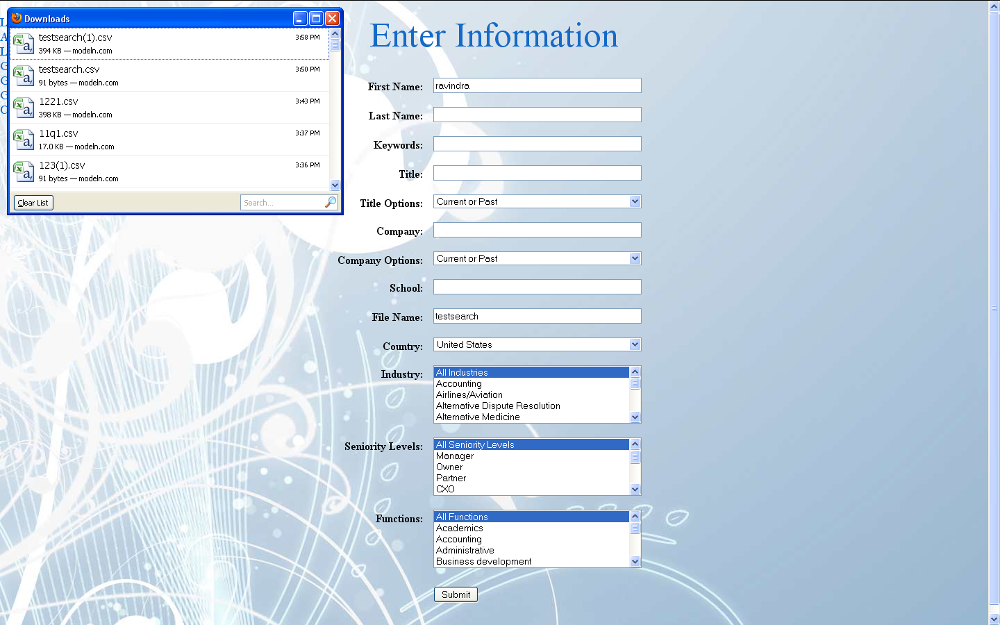 Downloads
testsearch(1).csv 3:58 PM
394 KB — modeln.com
testsearch.csv 3:50 PM
91 bytes — modeln.com
1221.csv 3:43 PM
398 KB — modeln.com
11q1.csv 3:37 PM
17.0 KB — modeln.com
123(1).csv 3:36 PM
91 bytes — modeln.com
Clear List
Search...
Enter Information
First Name: ravindra
Last Name:
Keywords:
Title:
Title Options: Current or Past
Company:
Company Options: Current or Past
School:
File Name: testsearch
Country: United States
Industry: All Industries
Accounting
Airlines/Aviation
Alternative Dispute Resolution
Alternative Medicine
Seniority Levels: All Seniority Levels
Manager
Owner
Partner
CXO
Functions: All Functions
Academics
Accounting
Administrative
Business development
Submit